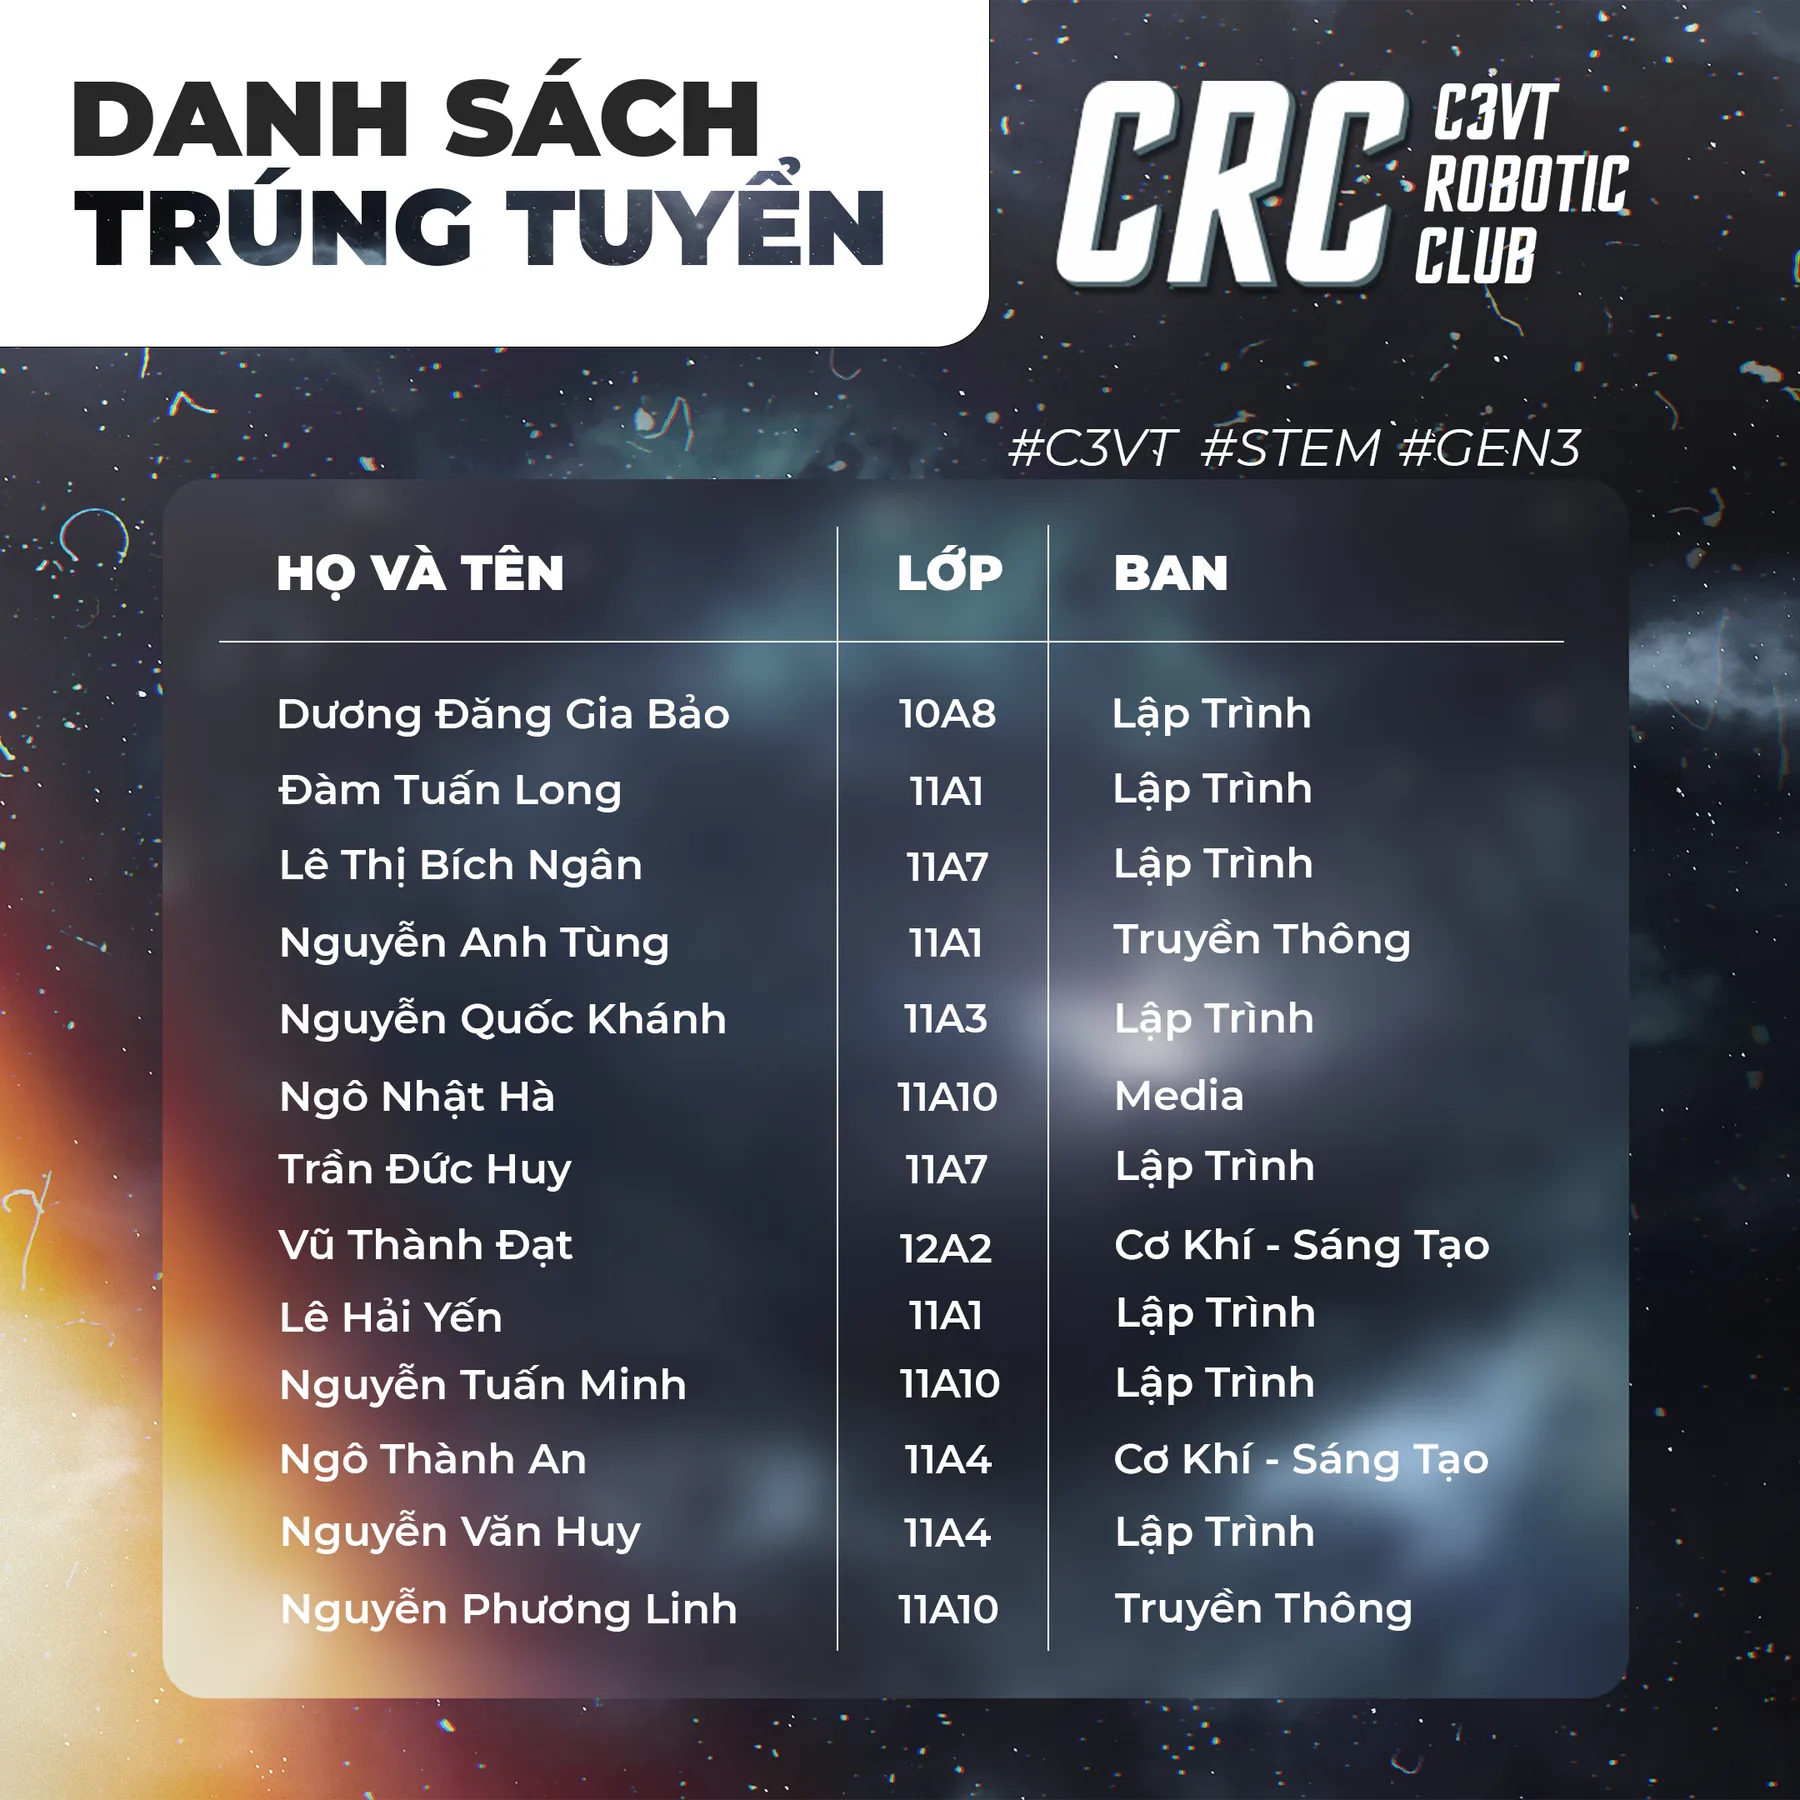 DANH SÁCH
TRÚNG TUYỂN
CRC
C3VT
ROBOTIC
CLUB
#C3VT #STEM #GEN3
HỌ VÀ TÊN LỚP BAN
Dương Đăng Gia Bảo 10A8 Lập Trình
Đàm Tuấn Long 11A1 Lập Trình
Lê Thị Bích Ngân 11A7 Lập Trình
Nguyễn Anh Tùng 11A1 Truyền Thông
Nguyễn Quốc Khánh 11A3 Lập Trình
Ngô Nhật Hà 11A10 Media
Trần Đức Huy 11A7 Lập Trình
Vũ Thành Đạt 12A2 Cơ Khí - Sáng Tạo
Lê Hải Yến 11A1 Lập Trình
Nguyễn Tuấn Minh 11A10 Lập Trình
Ngô Thành An 11A4 Cơ Khí - Sáng Tạo
Nguyễn Văn Huy 11A4 Lập Trình
Nguyễn Phương Linh 11A10 Truyền Thông